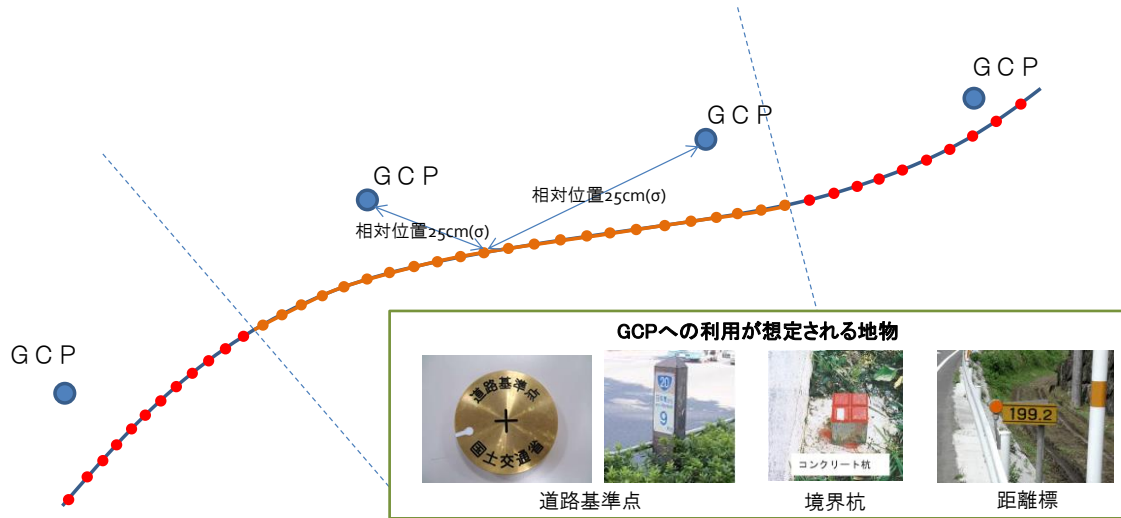 GCP
GCP
GCP
相対位置25cm(σ)
相対位置25cm(σ)
GCP
GCPへの利用が想定される地物
道路基準点
国土交通省
20
9
コンクリート杭
199.2
道路基準点
境界杭
距離標